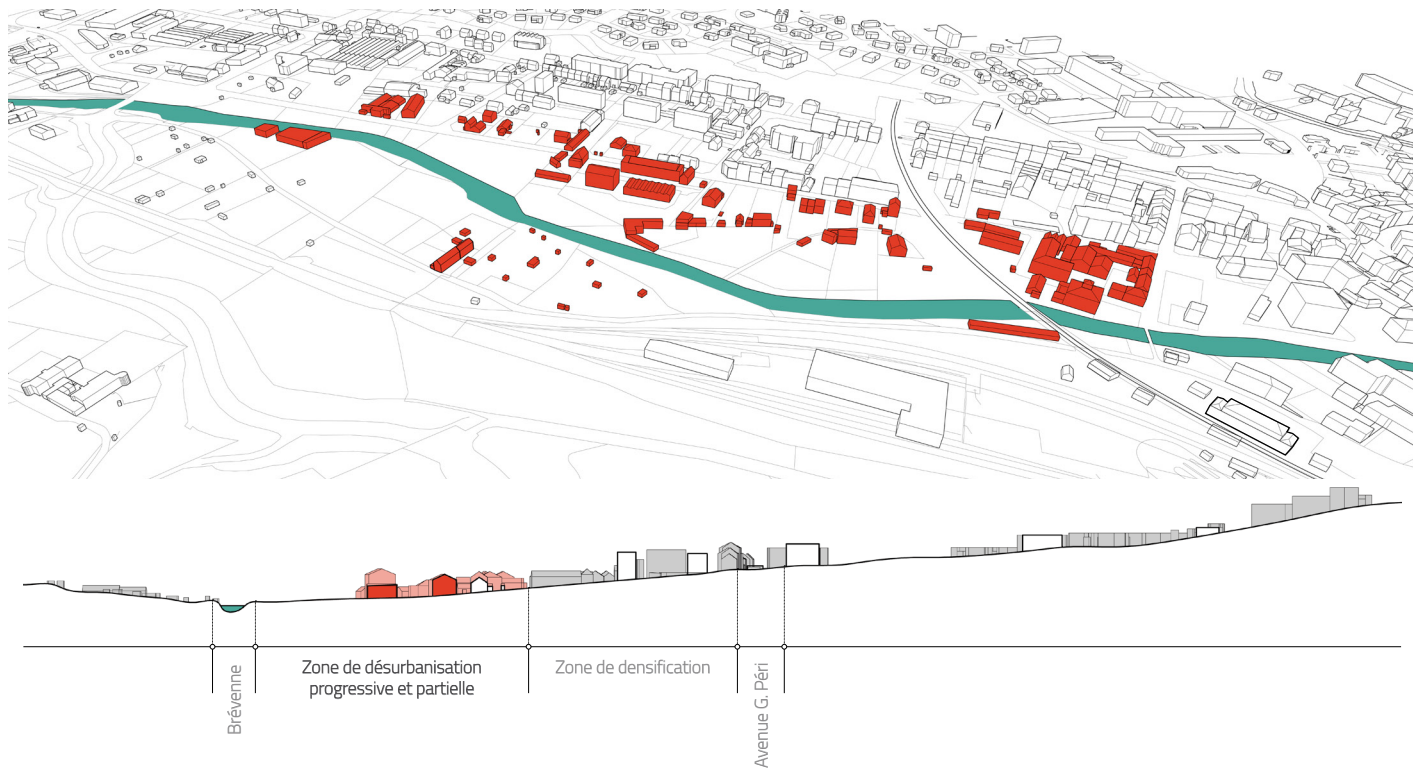 Brévenne
Zone de désurbanisation
progressive et partielle
Zone de densification
Avenue G. Péri